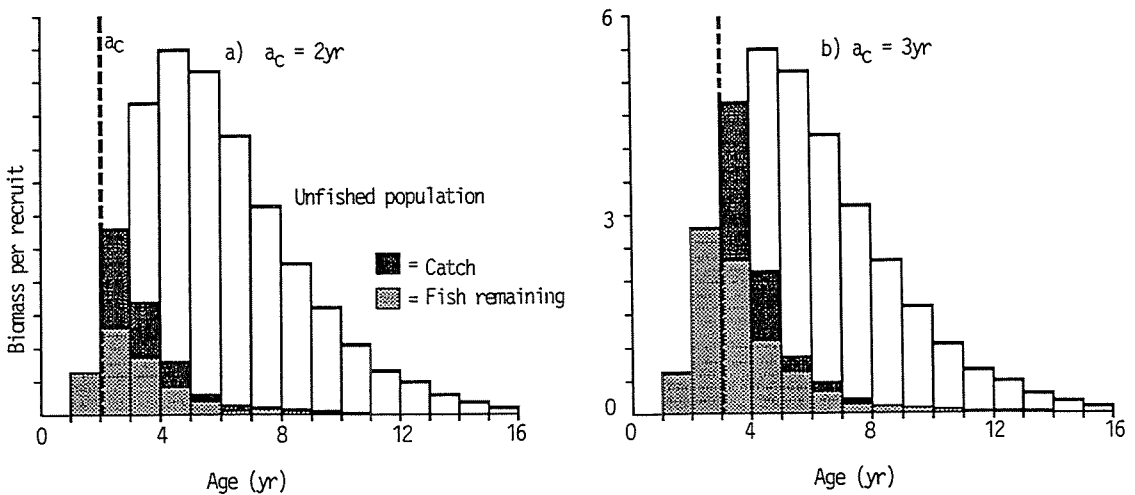 a) a_c = 2yr
a_c
Unfished population
= Catch
= Fish remaining
Biomass per recruit
0 4 8 12 16
Age (yr)
b) a_c = 3yr
6
3
0
0 4 8 12 16
Age (yr)